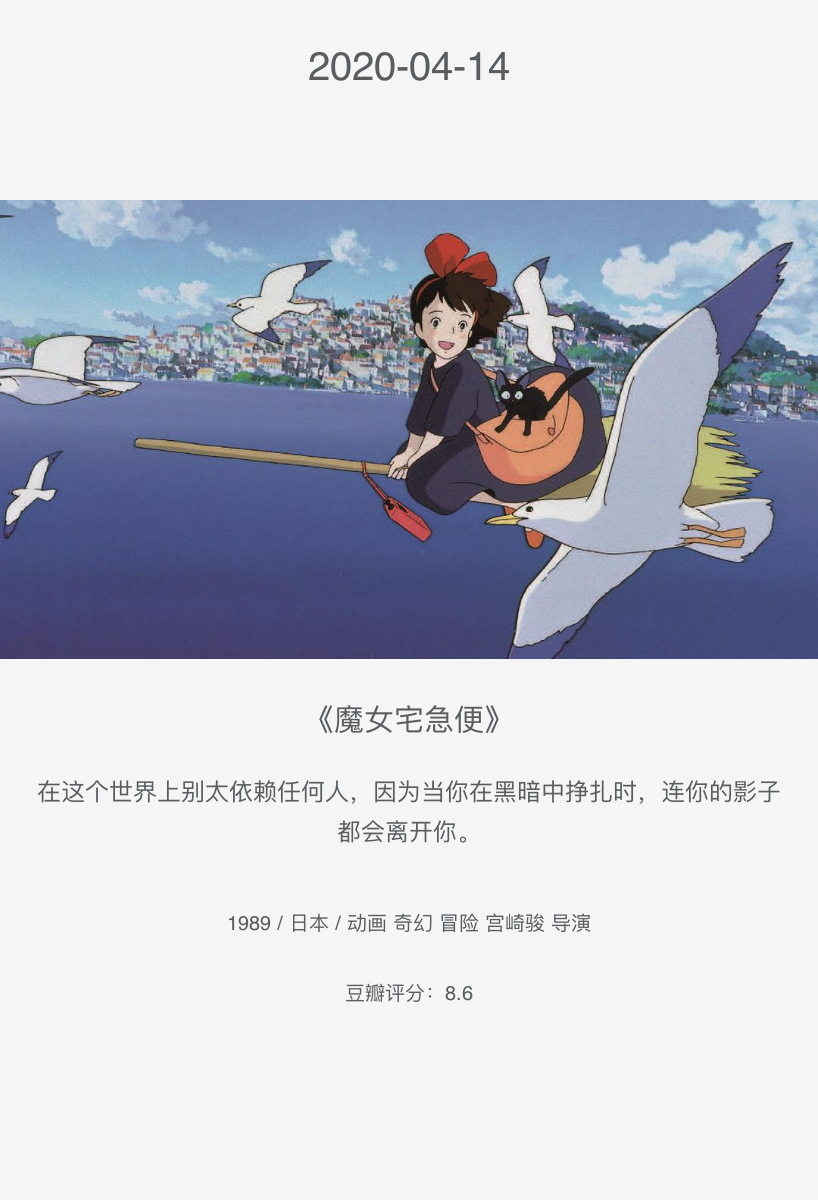 2020-04-14
《魔女宅急便》
在这个世界上别太依赖任何人，因为当你在黑暗中挣扎时，连你的影子
都会离开你。
1989 / 日本 / 动画 奇幻 冒险 宫崎骏 导演
豆瓣评分：8.6